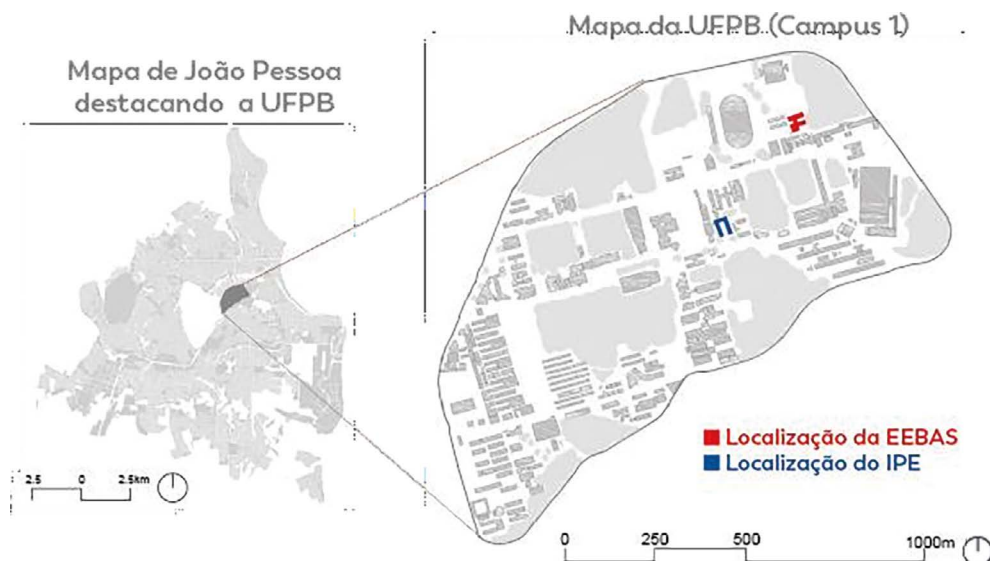 Mapa de João Pessoa
destacando a UFPB
2.5 0 2.5km
Mapa da UFPB (Campus 1)
Localização da EEBAS
Localização do IPE
0 250 500 1000m